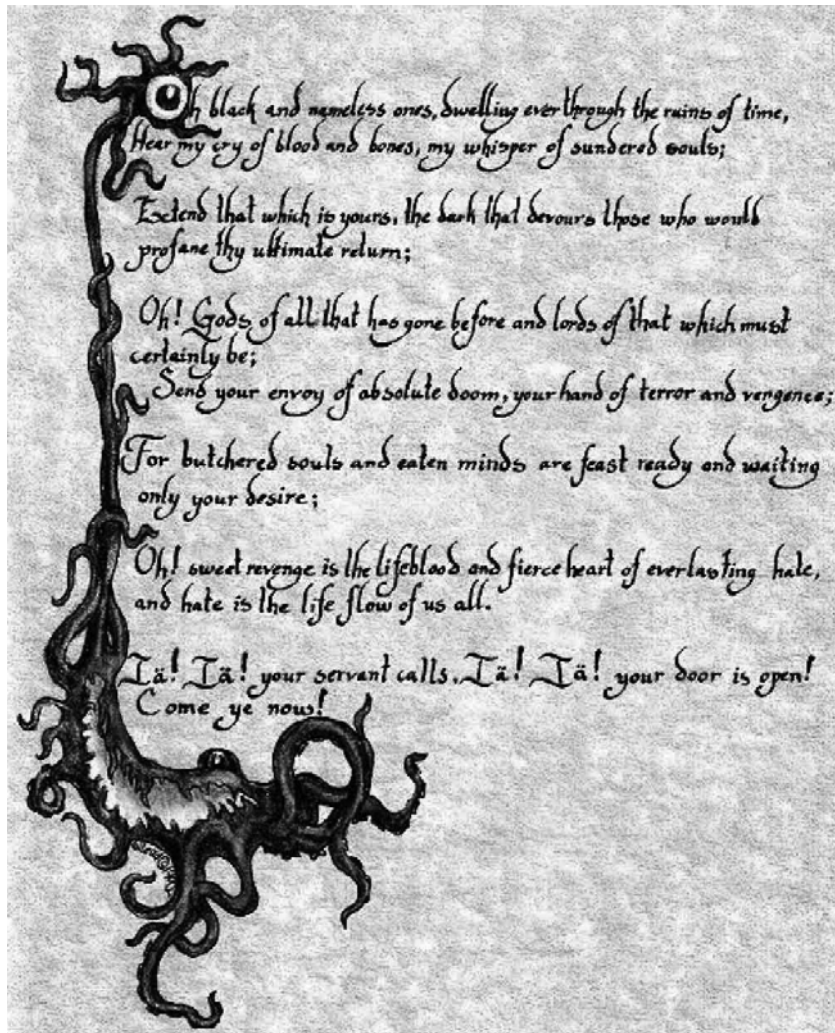 Oh black and nameless ones, dwelling ever through the ruins of time,
Hear my cry of blood and bones, my whisper of sundered souls;
Extend that which is yours, the dark that devours those who would
profane thy ultimate return;
Oh! Gods of all that has gone before and lords of that which must
certainly be;
Send your envoy of absolute doom, your hand of terror and vengence;
For butchered souls and eaten minds are feast ready and waiting
only your desire;
Oh! sweet revenge is the lifeblood and fierce heart of everlasting hate,
and hate is the life flow of us all.
Iä! Iä! your servant calls. Iä! Iä! your door is open!
Come ye now!